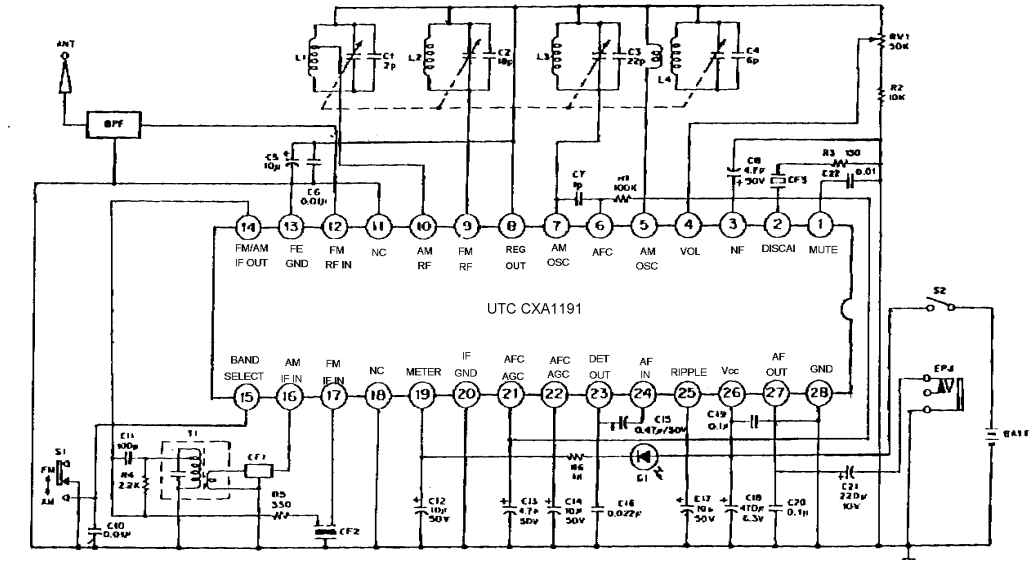 ANT
BPF
L1
C1
2p
L2
C2
18p
L3
C3
22p
L4
C4
6p
RV1
50K
R2
10K
C5
10µ
C6
0.01µ
C7
1p
R1
100K
C8
4.7µ
50V
R3
150
CF3
C22
0.01
14
13
12
11
10
9
8
7
6
5
4
3
2
1
FM/AM
IF OUT
FE
GND
FM
RF IN
NC
AM
RF
FM
RF
REG
OUT
AM
OSC
AFC
AM
OSC
VOL
NF
DISCAI
MUTE
UTC CXA1191
BAND
SELECT
AM
IF IN
FM
IF IN
NC
METER
IF
GND
AFC
AGC
AFC
AGC
DET
OUT
AF
IN
RIPPLE
Vcc
AF
OUT
GND
15
16
17
18
19
20
21
22
23
24
25
26
27
28
S2
EPJ
BATT
S1
FM
AM
C11
100p
R4
2.2K
T1
CF1
R5
330
CF2
C10
0.01µ
C12
10µ
50V
C13
4.7µ
50V
C14
10µ
50V
C15
0.47µ/50V
R6
1K
C16
0.022µ
C17
10µ
50V
C18
470µ
6.3V
C19
0.1µ
C20
0.1µ
C21
220µ
10V